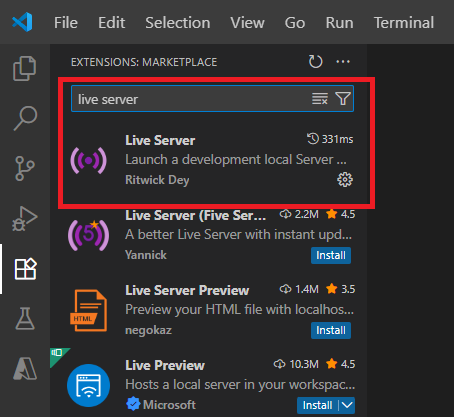 File Edit Selection View Go Run Terminal
EXTENSIONS: MARKETPLACE
live server
Live Server 331ms
Launch a development local Server ...
Ritwick Dey
Live Server (Five Ser... 2.2M 4.5
5
A better Live Server with instant upd...
Yannick Install
Live Server Preview 1.4M 3.5
Preview your HTML file with localhos...
HTML
negokaz Install
Live Preview 10.3M 4.5
Hosts a local server in your workspac...
Microsoft Install